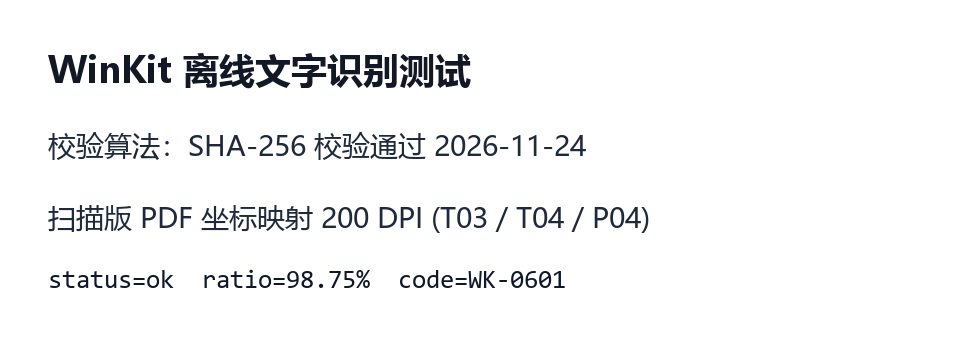 WinKit 离线文字识别测试
校验算法：SHA-256 校验通过 2026-11-24
扫描版 PDF 坐标映射 200 DPI (T03 / T04 / P04)
status=ok  ratio=98.75%  code=WK-0601